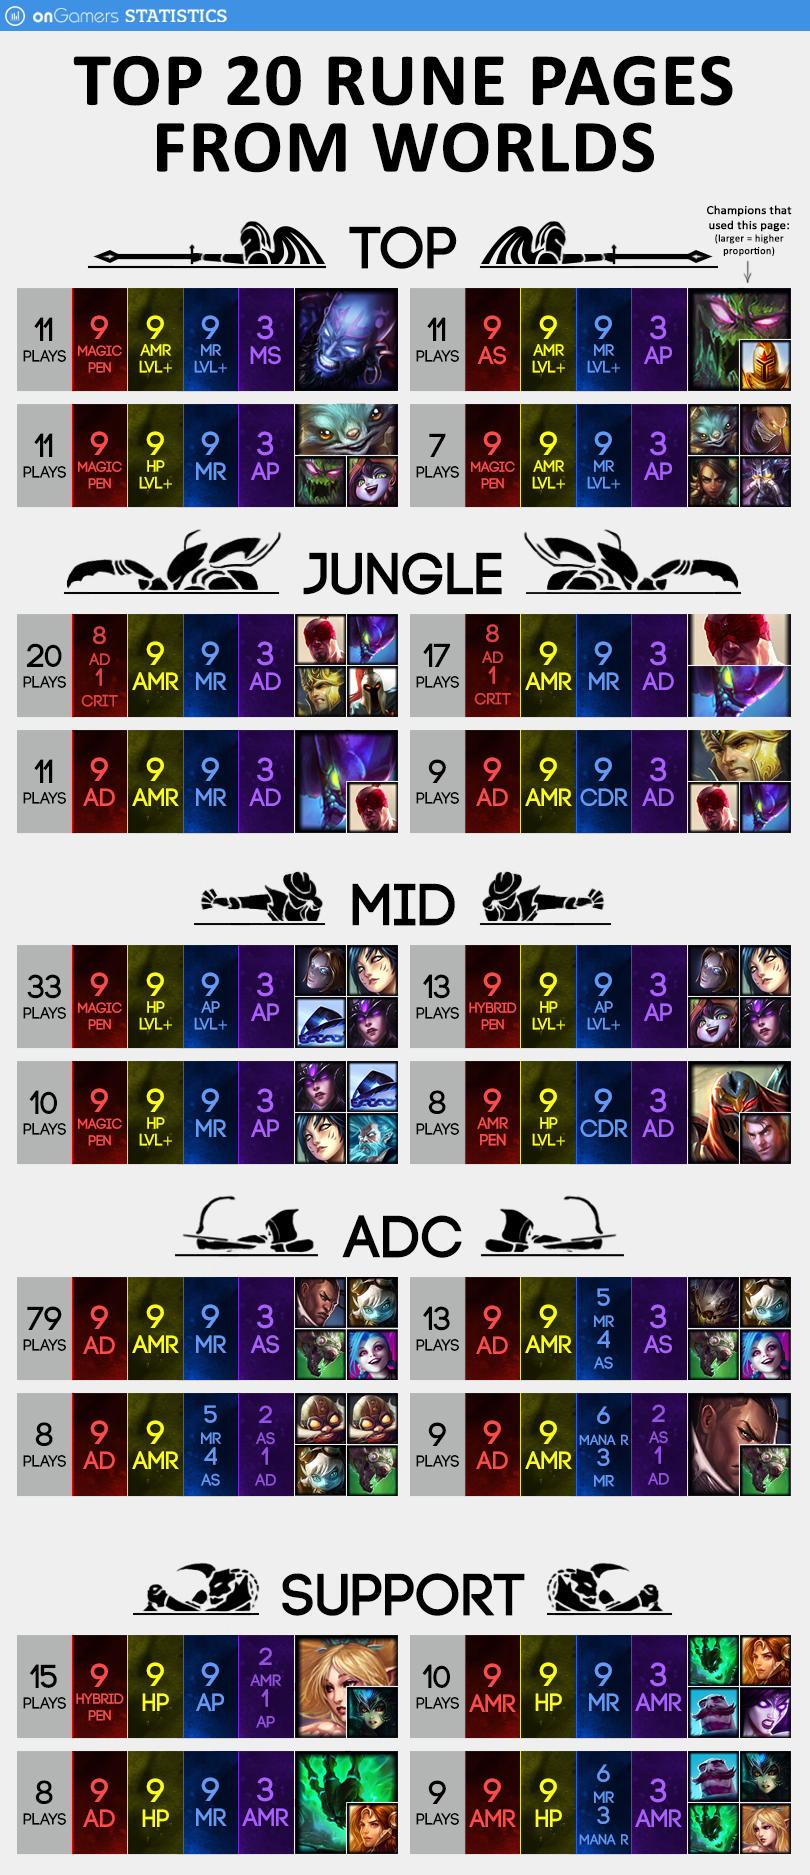 onGamers STATISTICS
TOP 20 RUNE PAGES
FROM WORLDS
Champions that
used this page:
(larger = higher
proportion)
TOP
11
PLAYS
9
MAGIC
PEN
9
AMR
LVL+
9
MR
LVL+
3
MS
11
PLAYS
9
AS
9
AMR
LVL+
9
MR
LVL+
3
AP
11
PLAYS
9
MAGIC
PEN
9
HP
LVL+
9
MR
3
AP
7
PLAYS
9
MAGIC
PEN
9
AMR
LVL+
9
MR
LVL+
3
AP
JUNGLE
20
PLAYS
8
AD
1
CRIT
9
AMR
9
MR
3
AD
17
PLAYS
8
AD
1
CRIT
9
AMR
9
MR
3
AD
11
PLAYS
9
AD
9
AMR
9
MR
3
AD
9
PLAYS
9
AD
9
AMR
9
CDR
3
AD
MID
33
PLAYS
9
MAGIC
PEN
9
HP
LVL+
9
AP
LVL+
3
AP
13
PLAYS
9
HYBRID
PEN
9
HP
LVL+
9
AP
LVL+
3
AP
10
PLAYS
9
MAGIC
PEN
9
HP
LVL+
9
MR
3
AP
8
PLAYS
9
AMR
PEN
9
HP
LVL+
9
CDR
3
AD
ADC
79
PLAYS
9
AD
9
AMR
9
MR
3
AS
13
PLAYS
9
AD
9
AMR
5
MR
4
AS
3
AS
8
PLAYS
9
AD
9
AMR
5
MR
4
AS
2
AS
1
AD
9
PLAYS
9
AD
9
AMR
6
MANA R
3
MR
2
AS
1
AD
SUPPORT
15
PLAYS
9
HYBRID
PEN
9
HP
9
AP
2
AMR
1
AP
10
PLAYS
9
AMR
9
HP
9
MR
3
AMR
8
PLAYS
9
AD
9
HP
9
MR
3
AMR
9
PLAYS
9
AMR
9
HP
6
MR
3
MANA R
3
AMR